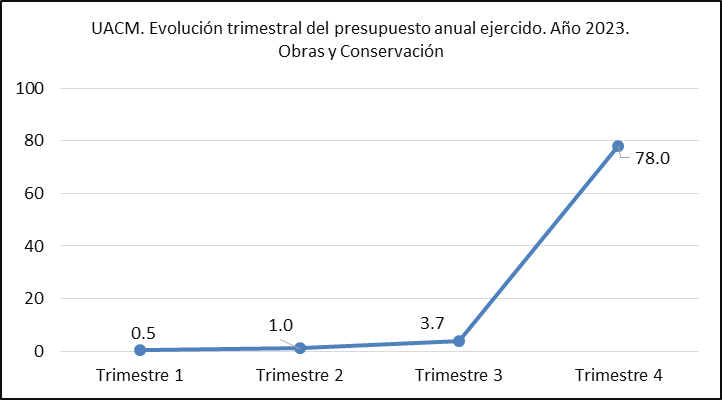 UACM. Evolución trimestral del presupuesto anual ejercido. Año 2023.
Obras y Conservación
100
80
60
40
20
0
0.5
1.0
3.7
78.0
Trimestre 1
Trimestre 2
Trimestre 3
Trimestre 4